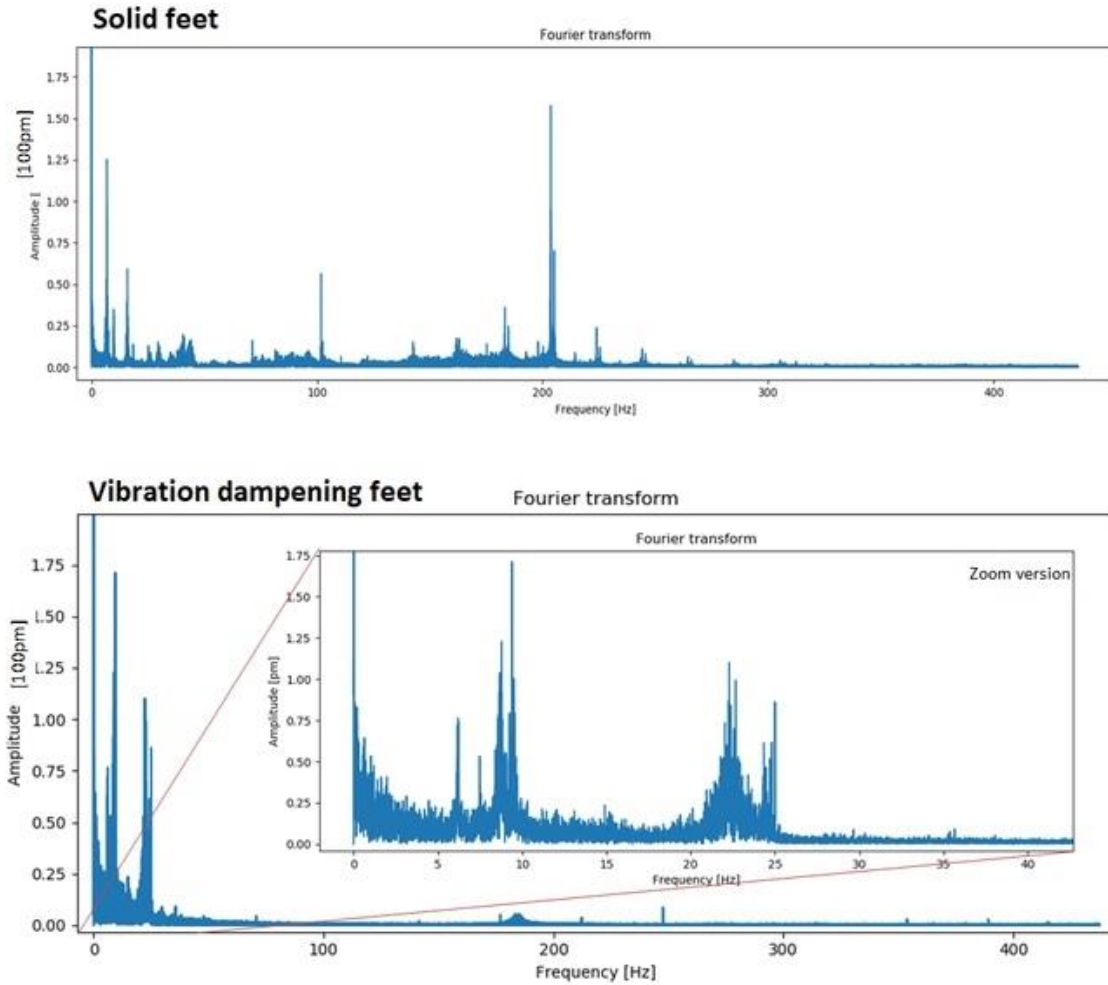 Solid feet
Fourier transform
1.75
1.50
1.25
1.00
0.75
0.50
0.25
0.00
Amplitude [
[100pm]
0 100 200 300 400
Frequency [Hz]
Vibration dampening feet
Fourier transform
1.75
1.50
1.25
1.00
0.75
0.50
0.25
0.00
Amplitude [100pm]
0 100 200 300 400
Frequency [Hz]
Fourier transform
Zoom version
1.75
1.50
1.25
1.00
0.75
0.50
0.25
0.00
Amplitude [pm]
0 5 10 15 20 25 30 35 40
Frequency [Hz]